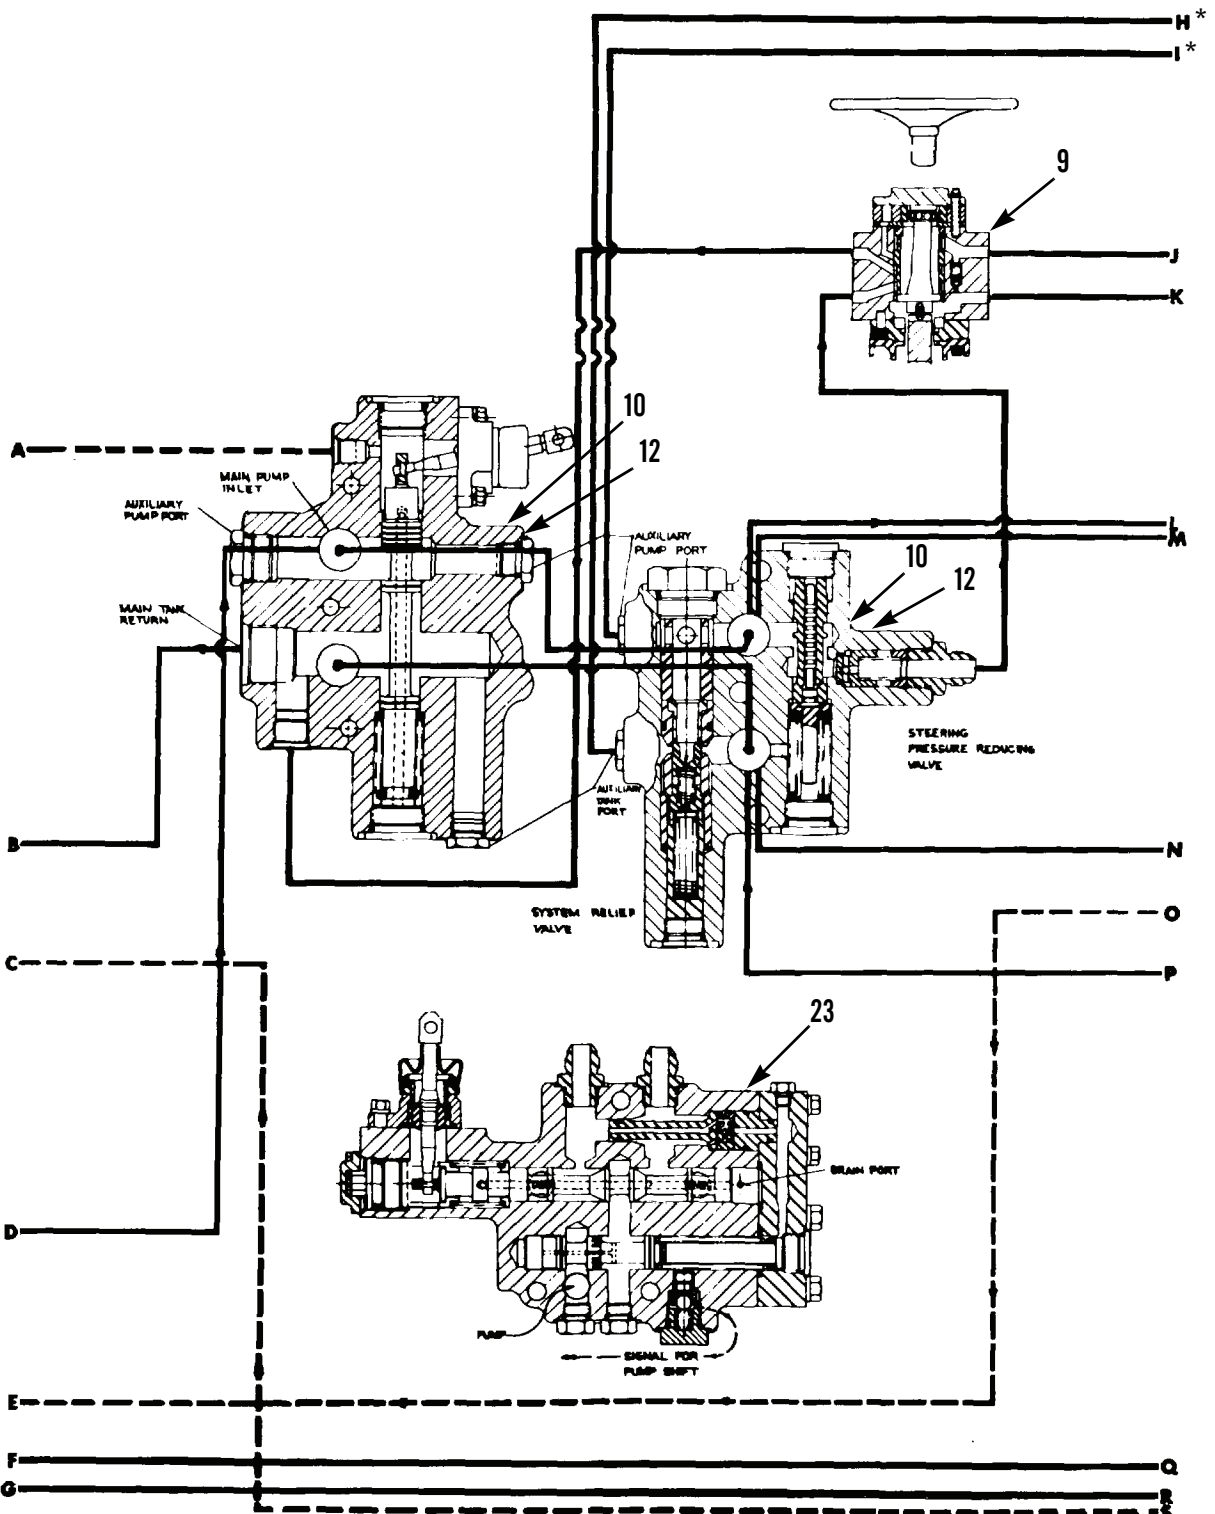 H*
I*
9
J
K
10
12
A
MAIN PUMP
INLET
AUXILIARY
PUMP PORT
AUXILIARY
PUMP PORT
L
M
10
12
MAIN TANK
RETURN
STEERING
PRESSURE REDUCING
VALVE
AUXILIARY
TANK
PORT
B
N
SYSTEM RELIEF
VALVE
O
C
P
23
DRAIN PORT
D
PUMP
SIGNAL FOR
PUMP SHIFT
E
F
Q
G